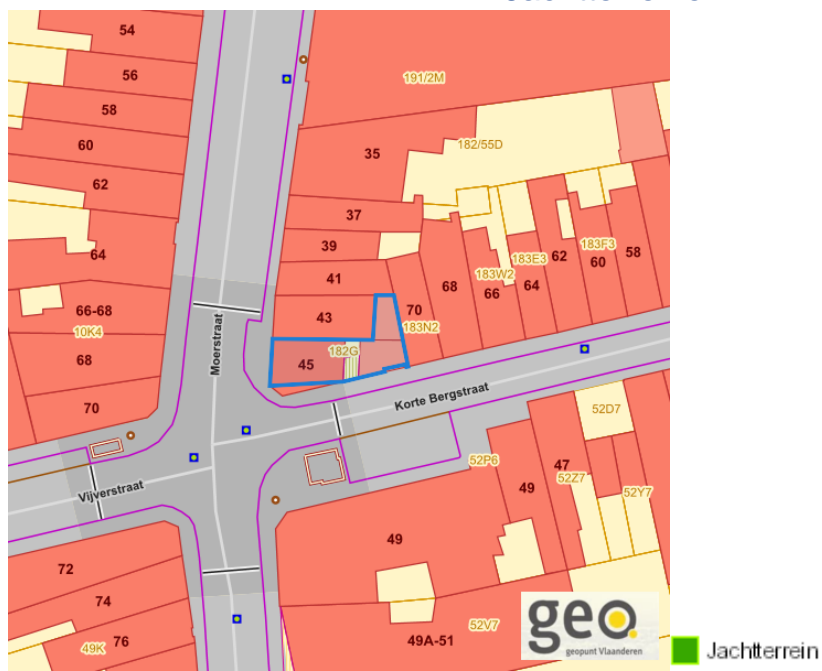 54
56
191/2M
58
60
35
182/55D
62
37
39
64
183F3
62
58
183E3
60
41
183W2
68
66
64
66-68
43
70
183N2
10K4
Moerstraat
68
45
182G
70
Korte Bergstraat
52D7
47
52P6
52Z7
49
52Y7
Vijverstraat
49
72
74
76
49K
52V7
49A-51
geo.
geopunt Vlaanderen
Jachtterrein